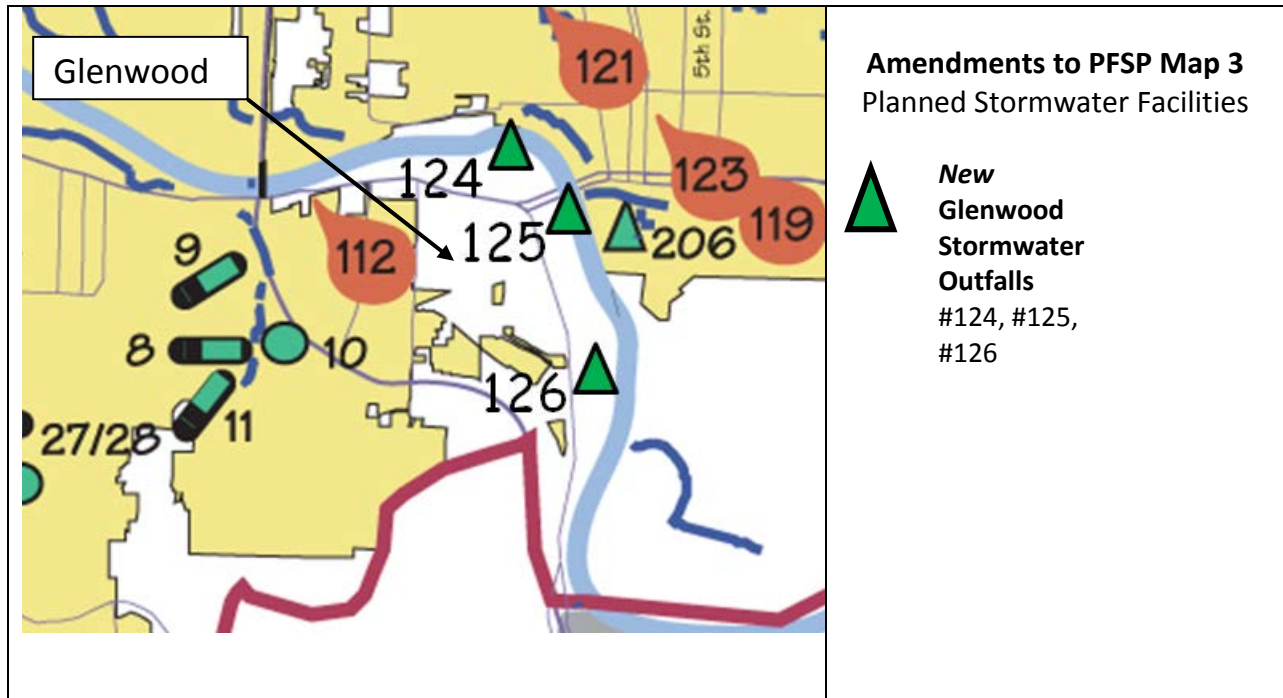 Glenwood
121
5th St.
124
123
119
125
206
112
9
8
10
126
11
27/28
Amendments to PFSP Map 3
Planned Stormwater Facilities
New
Glenwood
Stormwater
Outfalls
#124, #125,
#126